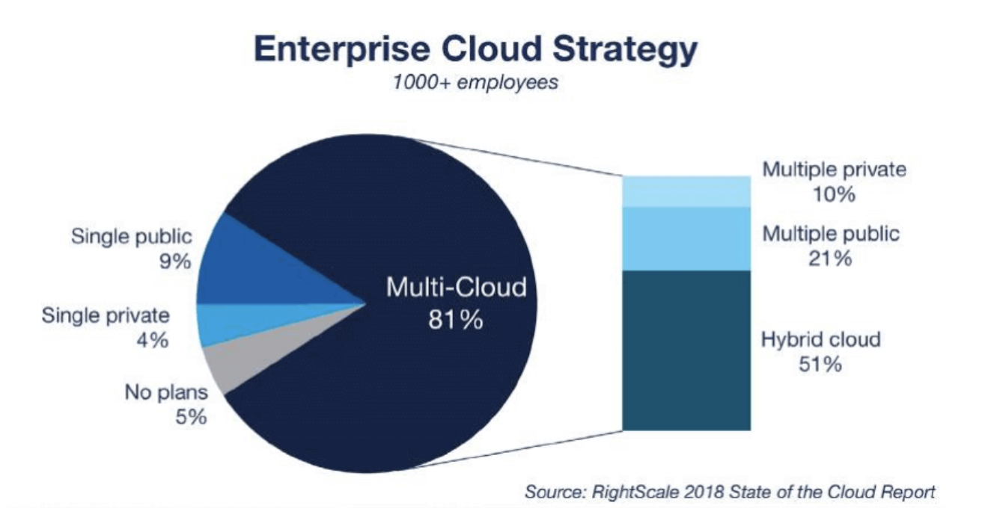 Enterprise Cloud Strategy
1000+ employees
Single public
9%
Single private
4%
No plans
5%
Multi-Cloud
81%
Multiple private
10%
Multiple public
21%
Hybrid cloud
51%
Source: RightScale 2018 State of the Cloud Report